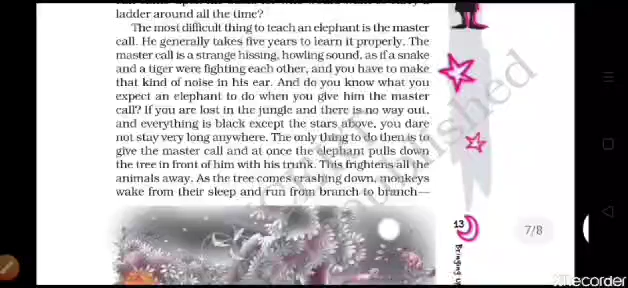 ladder around all the time?
The most difficult thing to teach an elephant is the master
call. He generally takes five years to learn it properly. The
master call is a strange hissing, howling sound, as if a snake
and a tiger were fighting each other, and you have to make
that kind of noise in his ear. And do you know what you
expect an elephant to do when you give him the master
call? If you are lost in the jungle and there is no way out,
and everything is black except the stars above, you dare
not stay very long anywhere. The only thing to do then is to
give the master call and at once the elephant pulls down
the tree in front of him with his trunk. This frightens all the
animals away. As the tree comes crashing down, monkeys
wake from their sleep and run from branch to branch—
13
Bringing up
7/8
Recorder